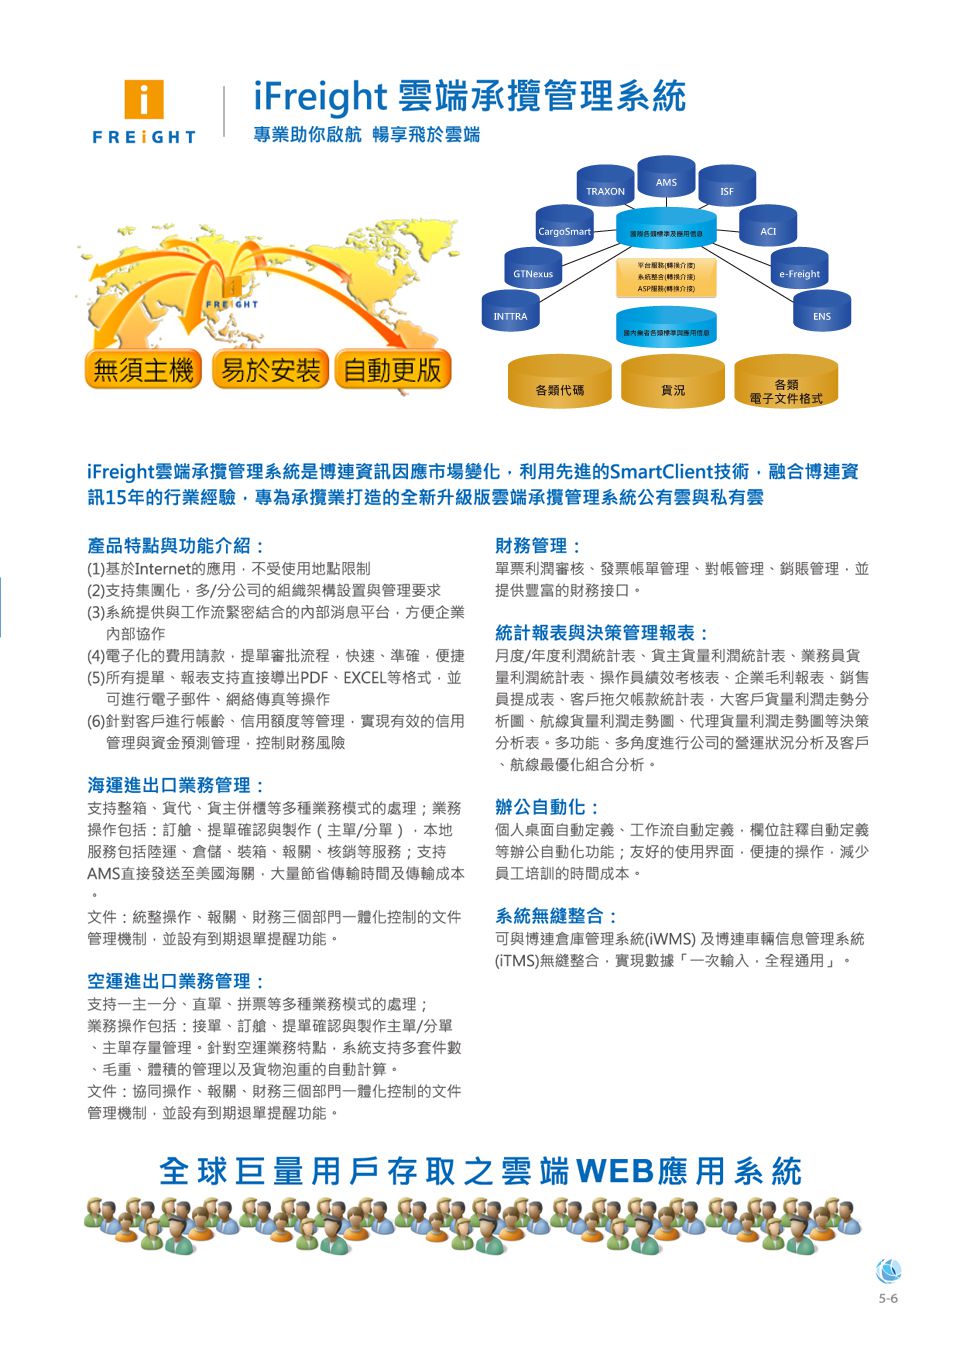 i
FREiGHT
iFreight 雲端承攬管理系統
專業助你啟航 暢享飛於雲端
AMS
TRAXON
ISF
CargoSmart
國際各類標準及應用信息
ACI
平台服務(轉換介接)
系統整合(轉換介接)
ASP服務(轉換介接)
GTNexus
e-Freight
INTTRA
ENS
國內業者各類標準與應用信息
各類代碼
貨況
各類
電子文件格式
i
FREiGHT
無須主機
易於安裝
自動更版
iFreight雲端承攬管理系統是博連資訊因應市場變化，利用先進的SmartClient技術，融合博連資
訊15年的行業經驗，專為承攬業打造的全新升級版雲端承攬管理系統公有雲與私有雲
產品特點與功能介紹：
(1)基於Internet的應用，不受使用地點限制
(2)支持集團化，多/分公司的組織架構設置與管理要求
(3)系統提供與工作流緊密結合的內部消息平台，方便企業
內部協作
(4)電子化的費用請款，提單審批流程，快速、準確，便捷
(5)所有提單、報表支持直接導出PDF、EXCEL等格式，並
可進行電子郵件、網絡傳真等操作
(6)針對客戶進行帳齡、信用額度等管理，實現有效的信用
管理與資金預測管理，控制財務風險
海運進出口業務管理：
支持整箱、貨代、貨主併櫃等多種業務模式的處理；業務
操作包括：訂艙、提單確認與製作（主單/分單），本地
服務包括陸運、倉儲、裝箱、報關、核銷等服務；支持
AMS直接發送至美國海關，大量節省傳輸時間及傳輸成本
。
文件：統整操作、報關、財務三個部門一體化控制的文件
管理機制，並設有到期退單提醒功能。
空運進出口業務管理：
支持一主一分、直單、拼票等多種業務模式的處理；
業務操作包括：接單、訂艙、提單確認與製作主單/分單
、主單存量管理。針對空運業務特點，系統支持多套件數
、毛重、體積的管理以及貨物泡重的自動計算。
文件：協同操作、報關、財務三個部門一體化控制的文件
管理機制，並設有到期退單提醒功能。
財務管理：
單票利潤審核、發票帳單管理、對帳管理、銷賬管理，並
提供豐富的財務接口。
統計報表與決策管理報表：
月度/年度利潤統計表、貨主貨量利潤統計表、業務員貨
量利潤統計表、操作員績效考核表、企業毛利報表、銷售
員提成表、客戶拖欠帳款統計表，大客戶貨量利潤走勢分
析圖、航線貨量利潤走勢圖、代理貨量利潤走勢圖等決策
分析表。多功能、多角度進行公司的營運狀況分析及客戶
、航線最優化組合分析。
辦公自動化：
個人桌面自動定義、工作流自動定義，欄位註釋自動定義
等辦公自動化功能；友好的使用界面，便捷的操作，減少
員工培訓的時間成本。
系統無縫整合：
可與博連倉庫管理系統(iWMS) 及博連車輛信息管理系統
(iTMS)無縫整合，實現數據「一次輸入，全程通用」。
全球巨量用戶存取之雲端WEB應用系統
5-6